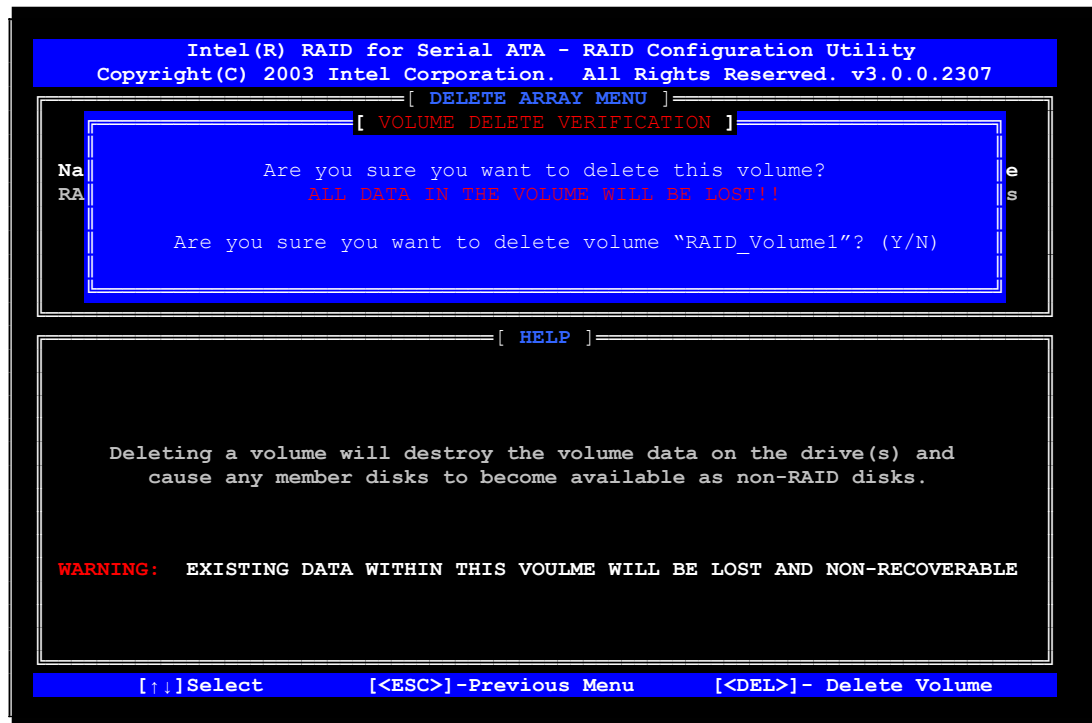 Intel(R) RAID for Serial ATA - RAID Configuration Utility
Copyright(C) 2003 Intel Corporation. All Rights Reserved. v3.0.0.2307
[ DELETE ARRAY MENU ]
[ VOLUME DELETE VERIFICATION ]
Are you sure you want to delete this volume?
Na e
RA ALL DATA IN THE VOLUME WILL BE LOST!! s
Are you sure you want to delete volume “RAID_Volume1”? (Y/N)
[ HELP ]
Deleting a volume will destroy the volume data on the drive(s) and
cause any member disks to become available as non-RAID disks.
WARNING: EXISTING DATA WITHIN THIS VOULME WILL BE LOST AND NON-RECOVERABLE
[↑↓]Select [<ESC>]-Previous Menu [<DEL>]- Delete Volume